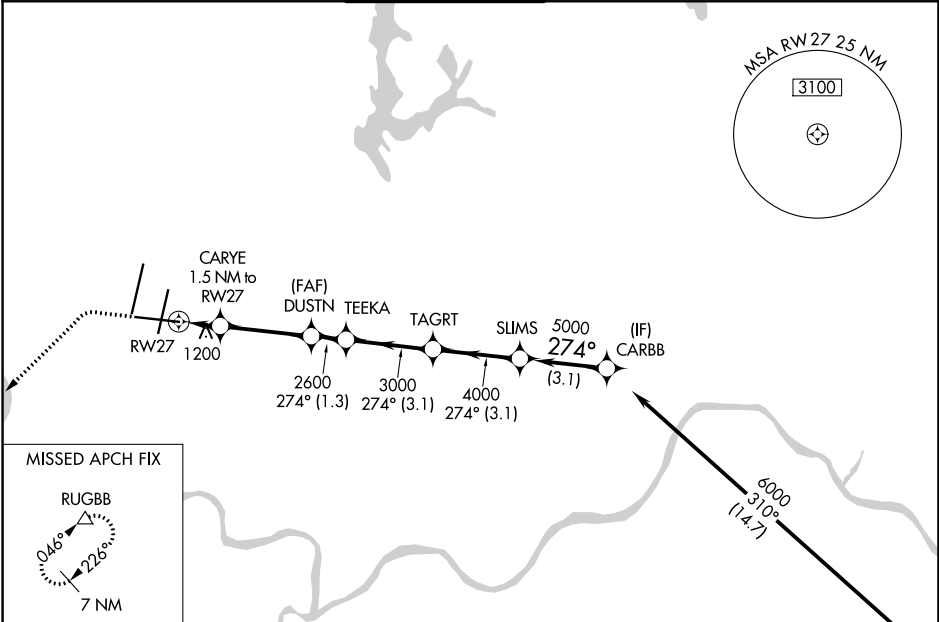 MSA RW27 25 NM
3100
CARYE
1.5 NM to
RW27
(FAF)
DUSTN
TEEKA
TAGRT
SLIMS
5000
274°
(3.1)
(IF)
CARBB
RW27
1200
2600
274° (1.3)
3000
274° (3.1)
4000
274° (3.1)
6000
310°
(14.7)
MISSED APCH FIX
RUGBB
046°
226°
7 NM